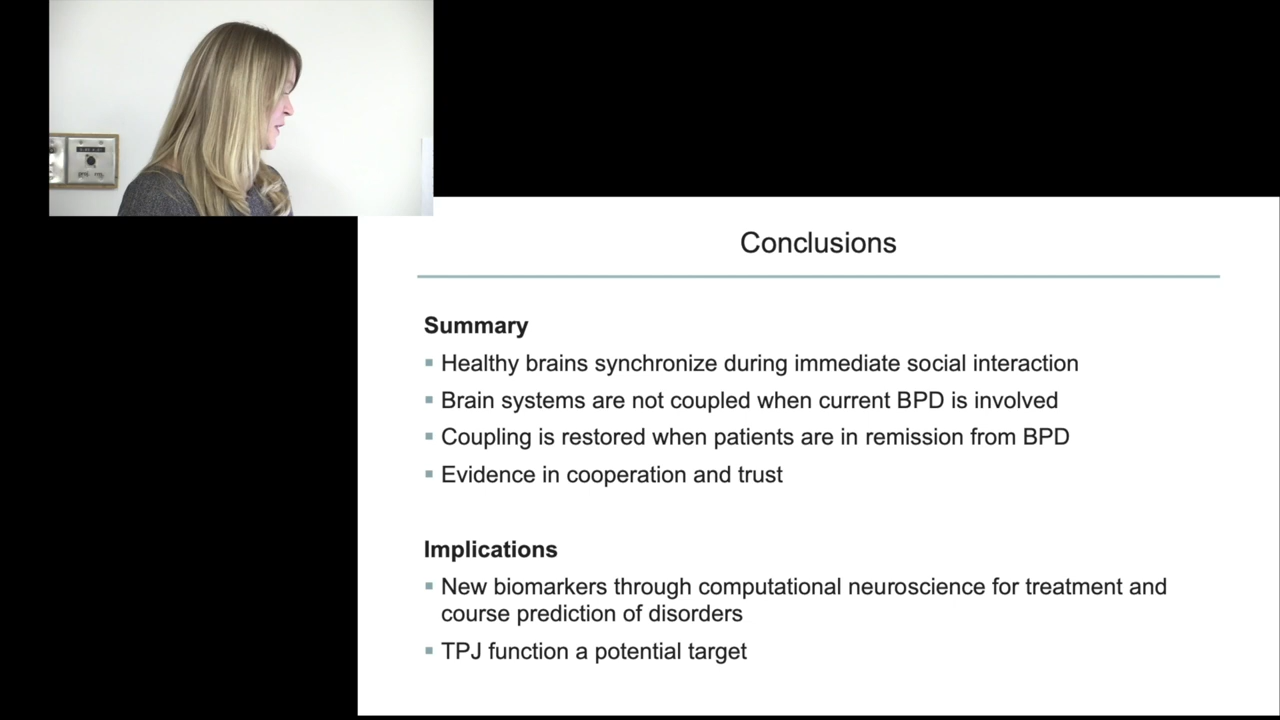 Conclusions
Summary
▪ Healthy brains synchronize during immediate social interaction
▪ Brain systems are not coupled when current BPD is involved
▪ Coupling is restored when patients are in remission from BPD
▪ Evidence in cooperation and trust
Implications
▪ New biomarkers through computational neuroscience for treatment and
course prediction of disorders
▪ TPJ function a potential target